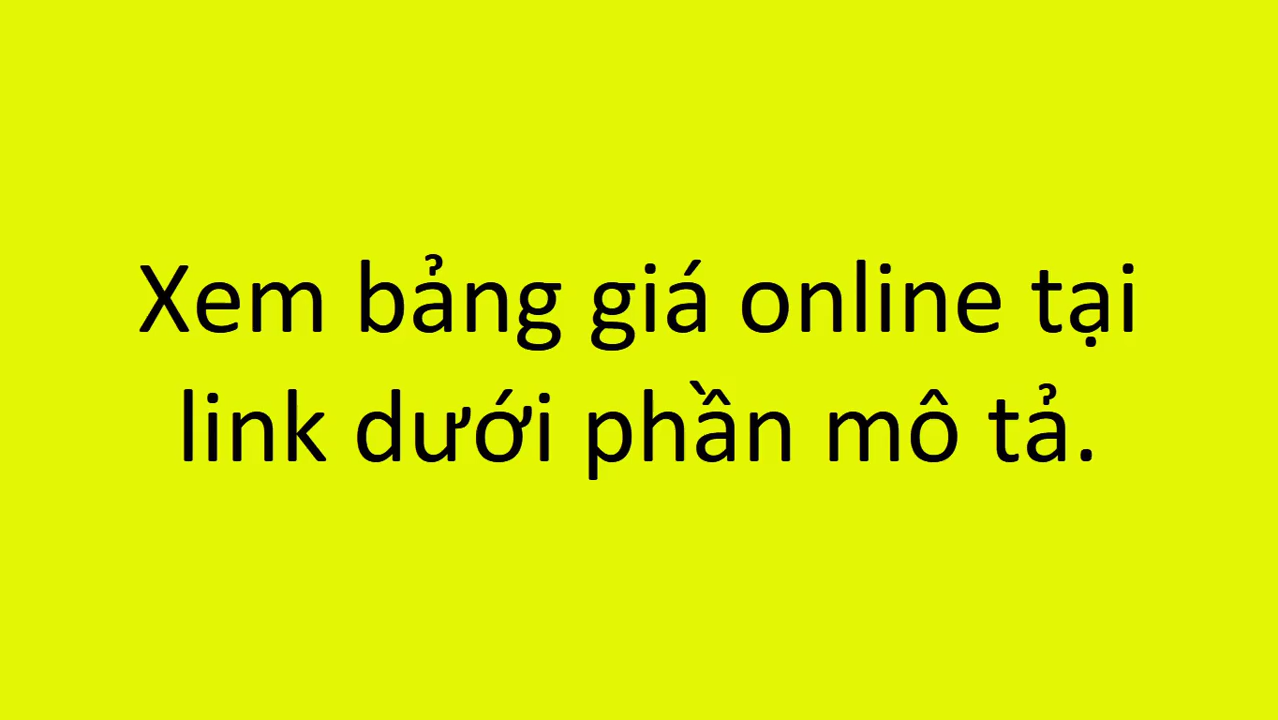 Xem bảng giá online tại
link dưới phần mô tả.